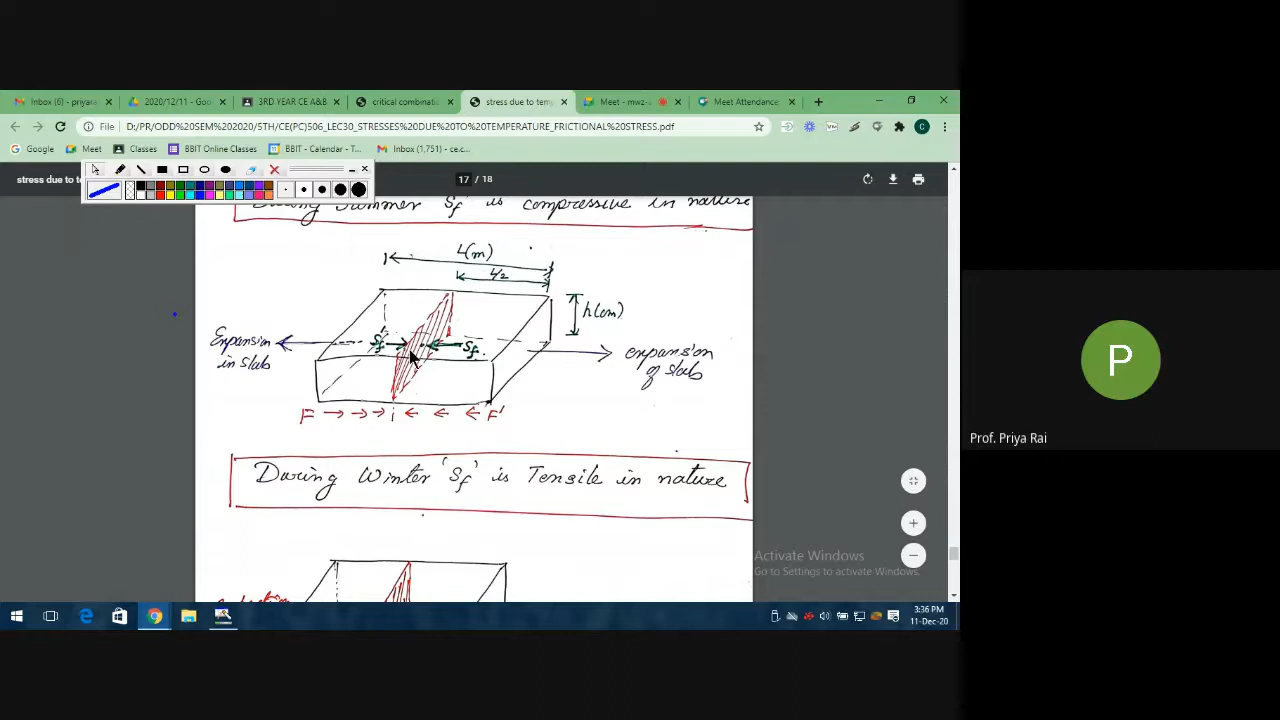 Inbox (6) - priyara
2020/12/11 - Goo
3RD YEAR CE A&B
critical combinatio
stress due to temp
Meet - mwz-
Meet Attendance
File D:/PR/ODD%20SEM%202020/5TH/CE(PC)506_LEC30_STRESSES%20DUE%20TO%20TEMPERATURE_FRICTIONAL%20STRESS.pdf
Google Meet Classes BBIT Online Classes BBIT - Calendar - T... Inbox (1,751) - ce.c...
stress due to te
17 / 18
During Summer Sf is compressive in nature
L(m)
L/2
h(cm)
Expansion
in slab
Sf
Sf
expansion
of slab
F
F'
During Winter 'Sf' is Tensile in nature
Activate Windows
Go to Settings to activate Windows.
3:36 PM
11-Dec-20
P
Prof. Priya Rai